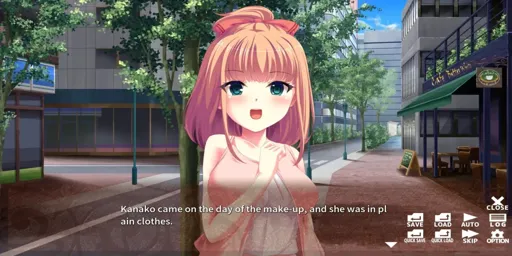 Kanako came on the day of the make-up, and she was in pl
ain clothes.
CLOSE
SAVE LOAD AUTO LOG
QUICK SAVE QUICK LOAD SKIP OPTION